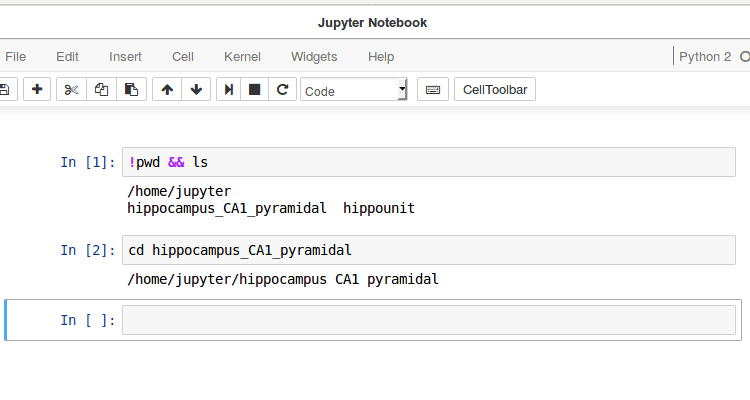 Jupyter Notebook
File Edit Insert Cell Kernel Widgets Help Python 2
Code CellToolbar
In [1]: !pwd && ls
/home/jupyter
hippocampus_CA1_pyramidal  hippounit
In [2]: cd hippocampus_CA1_pyramidal
/home/jupyter/hippocampus CA1 pyramidal
In [ ]: